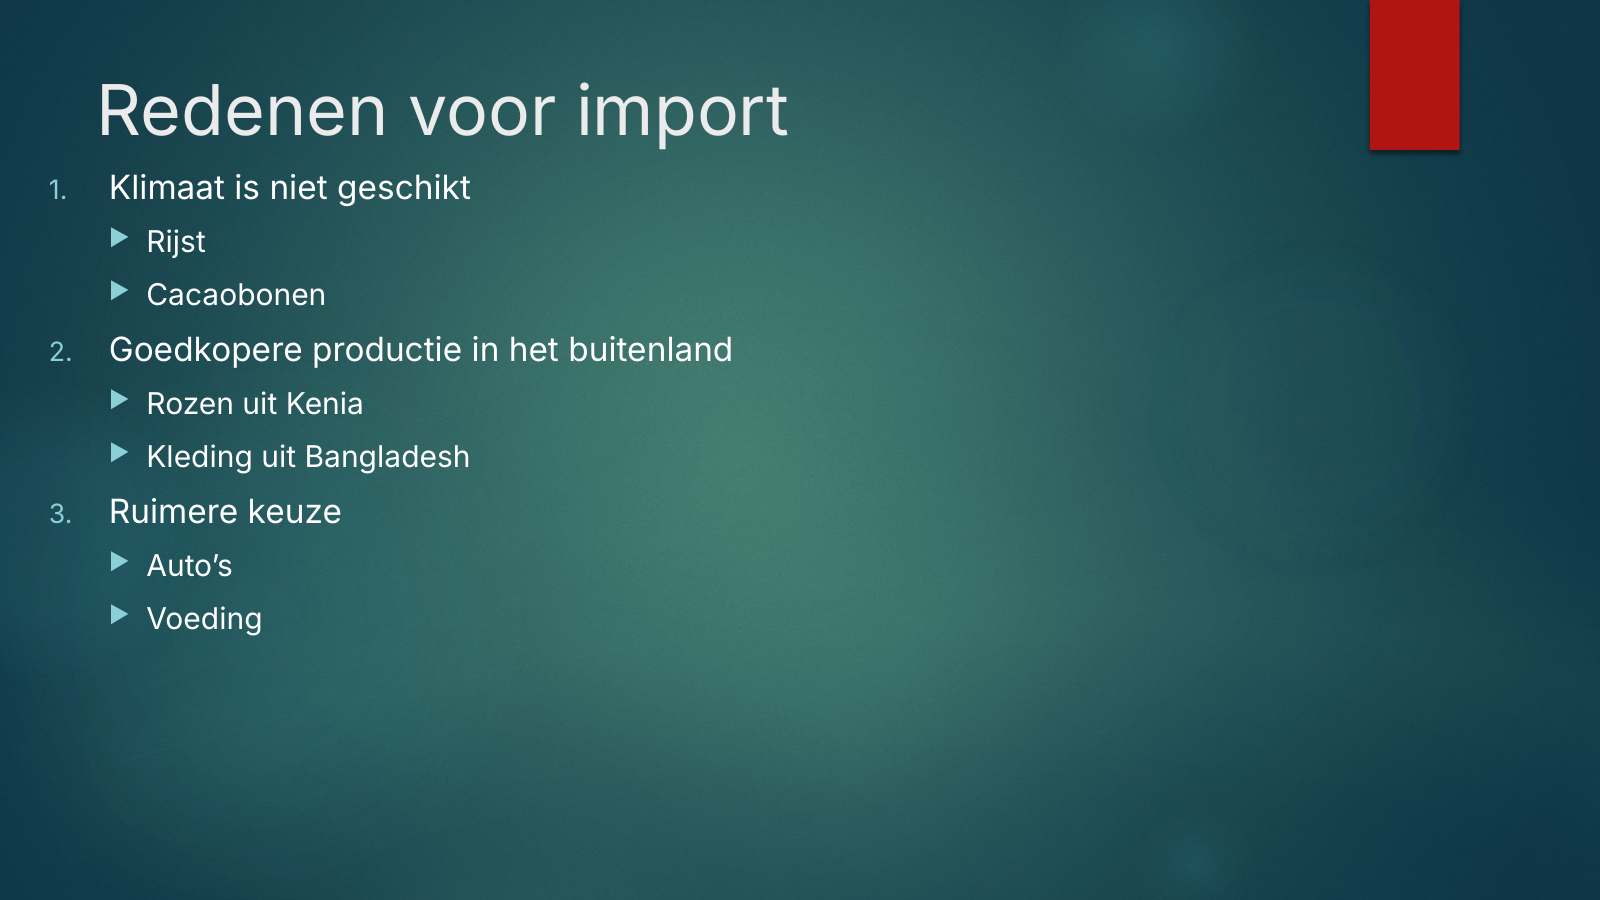 Redenen voor import
1. Klimaat is niet geschikt
Rijst
Cacaobonen
2. Goedkopere productie in het buitenland
Rozen uit Kenia
Kleding uit Bangladesh
3. Ruimere keuze
Auto’s
Voeding